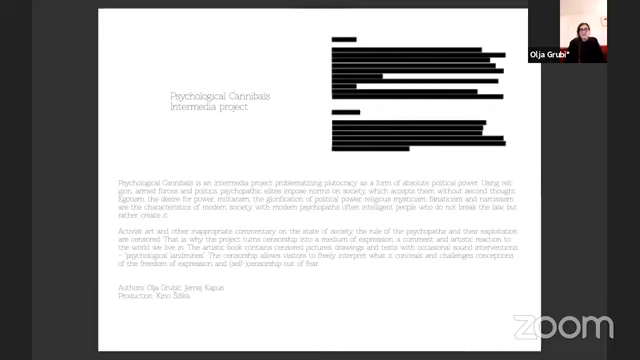 Olja Grubi*
Psychological Cannibals
Intermedia project
Psychological Cannibals is an intermedia project problematizing plutocracy as a form of absolute political power. Using reli-
gion, armed forces and politics, psychopathic elites impose norms on society, which accepts them without second thought.
Egotism, the desire for power, militarism, the glorification of political power, religious mysticism, fanaticism and narcissism
are the characteristics of modern society, with modern psychopaths often intelligent people who do not break the law, but
rather create it.
Activist art and other inappropriate commentary on the state of society, the rule of the psychopaths and their exploitation
are censored. That is why the project turns censorship into a medium of expression, a comment and artistic reaction to
the world we live in. The artistic book contains censored pictures, drawings and texts with occasional sound interventions
– "psychological landmines". The censorship allows visitors to freely interpret what it conceals and challenges conceptions
of the freedom of expression and (self-)censorship out of fear.
Authors: Olja Grubić, Jernej Kapus
Production: Kino Šiška
zoom